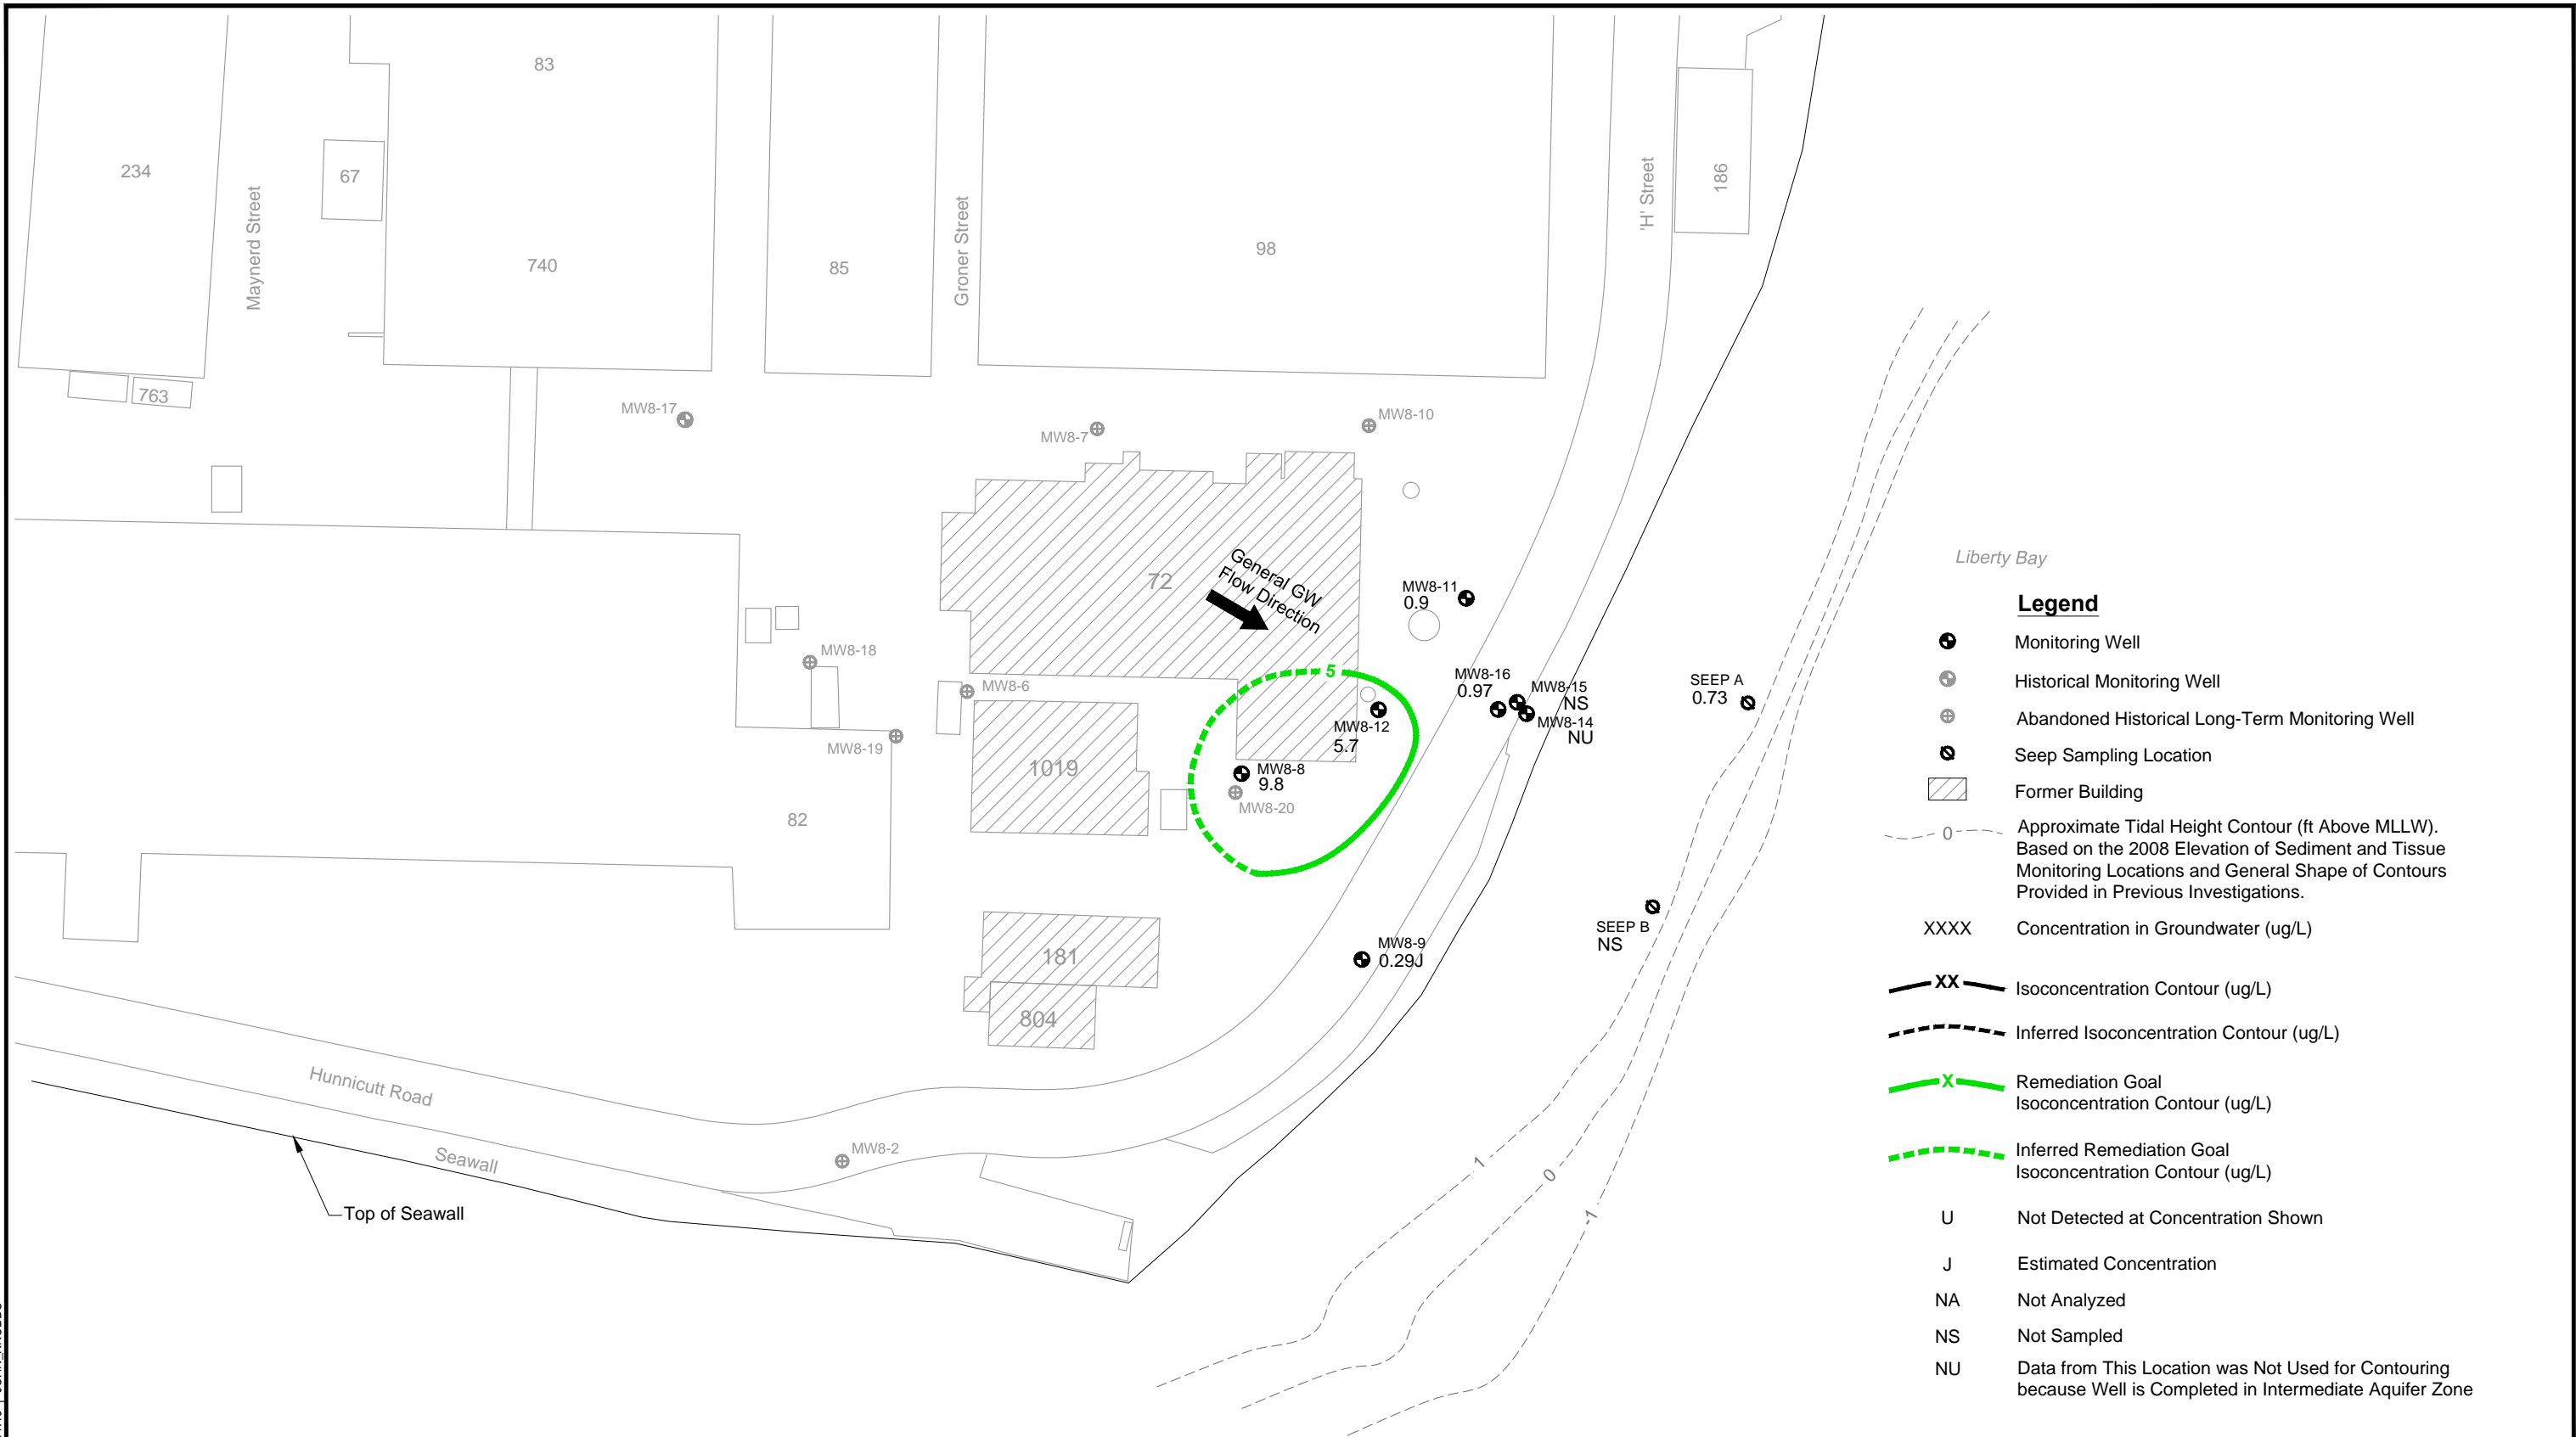 83
234
67
Maynerd Street
740
85
Groner Street
98
'H' Street
186
763
MW8-17
MW8-7
MW8-10
72
General GW
Flow Direction
MW8-11
0.9
MW8-18
MW8-6
MW8-19
5
MW8-12
5.7
MW8-16
0.97
MW8-15
NS
MW8-14
NU
SEEP A
0.73
1019
MW8-8
9.8
MW8-20
82
SEEP B
NS
MW8-9
0.29J
181
804
Hunnicutt Road
Seawall
MW8-2
Top of Seawall
1
0
-1
Liberty Bay
Legend
Monitoring Well
Historical Monitoring Well
Abandoned Historical Long-Term Monitoring Well
Seep Sampling Location
Former Building
0
Approximate Tidal Height Contour (ft Above MLLW).
Based on the 2008 Elevation of Sediment and Tissue
Monitoring Locations and General Shape of Contours
Provided in Previous Investigations.
XXXX Concentration in Groundwater (ug/L)
XX Isoconcentration Contour (ug/L)
Inferred Isoconcentration Contour (ug/L)
X Remediation Goal
Isoconcentration Contour (ug/L)
Inferred Remediation Goal
Isoconcentration Contour (ug/L)
U Not Detected at Concentration Shown
J Estimated Concentration
NA Not Analyzed
NS Not Sampled
NU Data from This Location was Not Used for Contouring
because Well is Completed in Intermediate Aquifer Zone